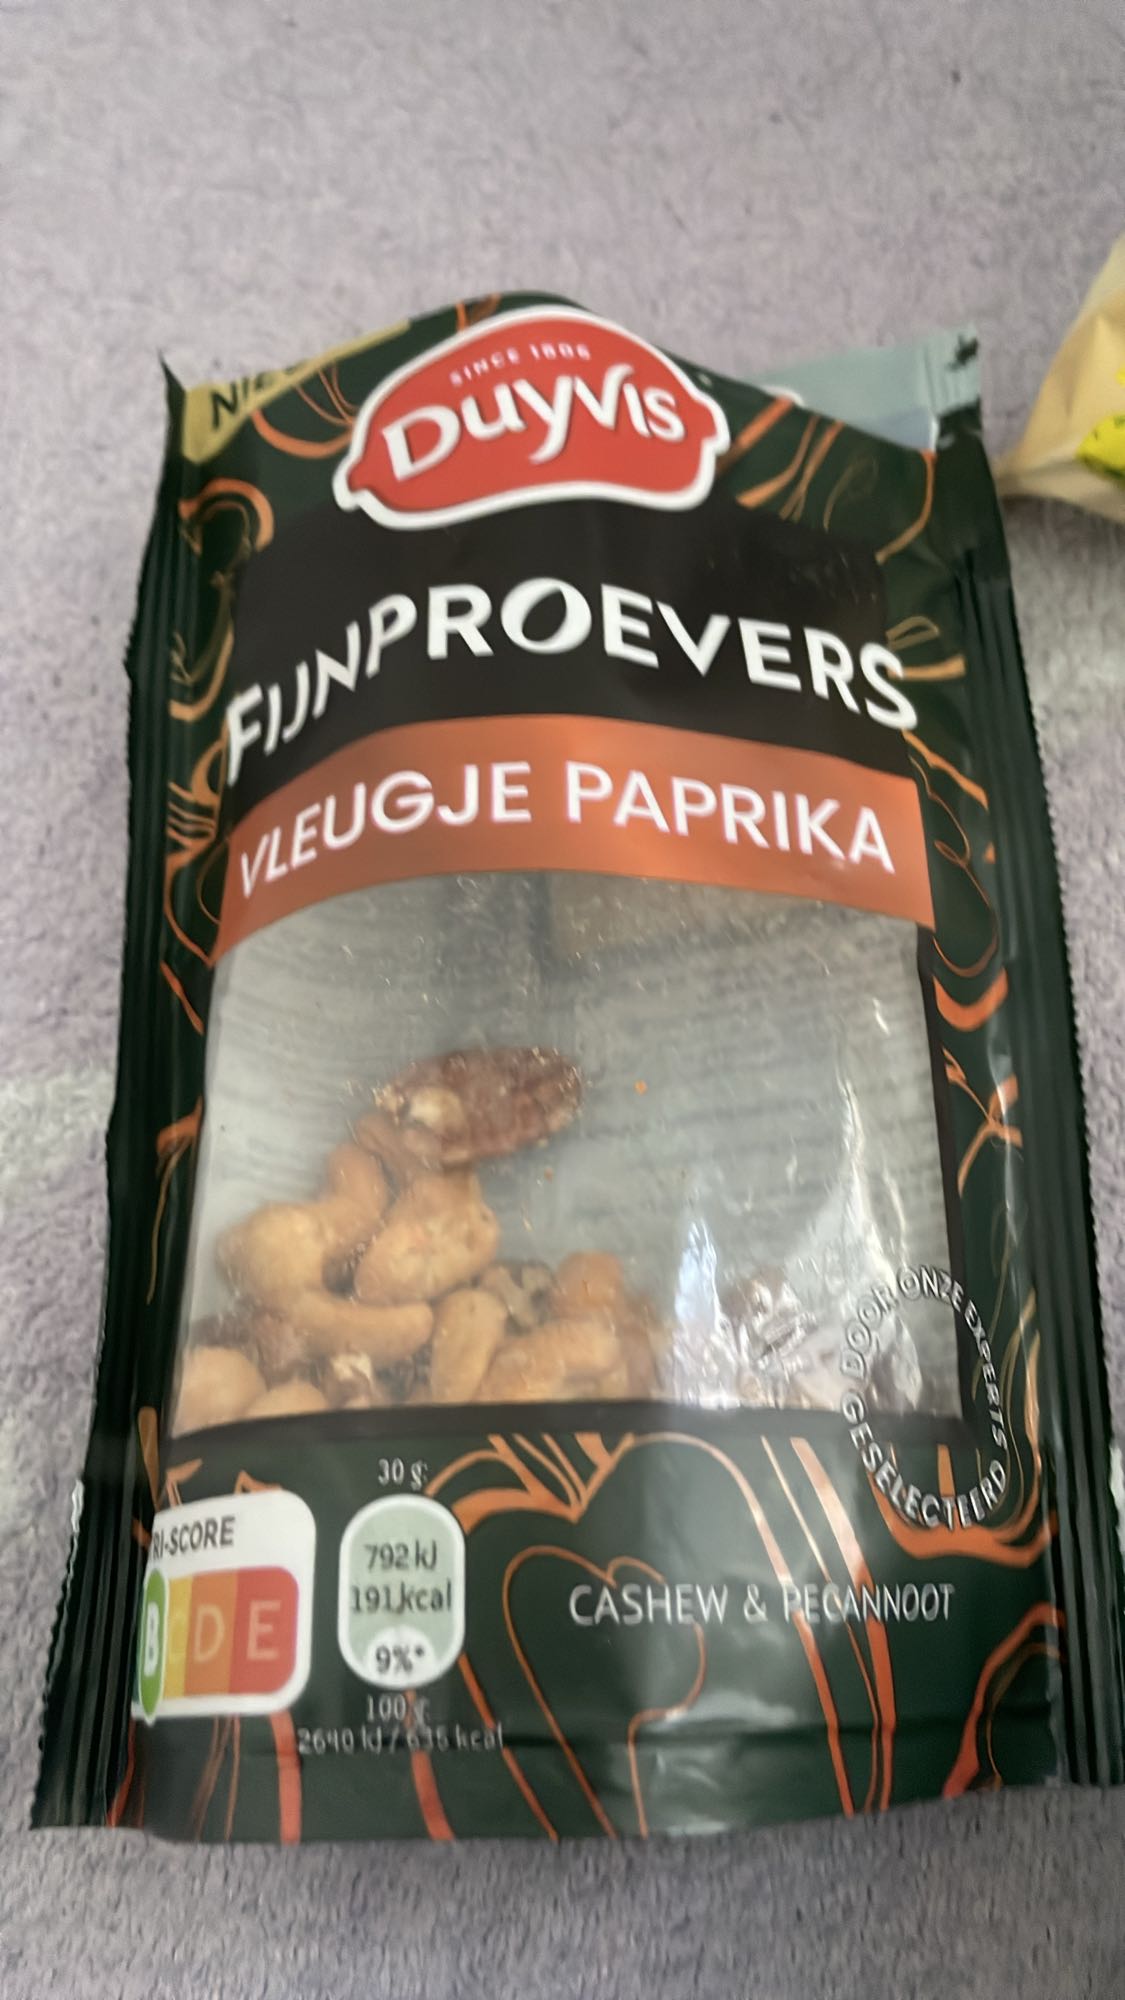 SINCE 1806
Duyvis
FIJNPROEVERS
VLEUGJE PAPRIKA
GESELECTEERD DOOR ONZE EXPERTS
30 g:
RI-SCORE
B C D E
792 kJ
191 kcal
9%*
CASHEW & PECANNOOT
100 g:
2640 kJ / 635 kcal